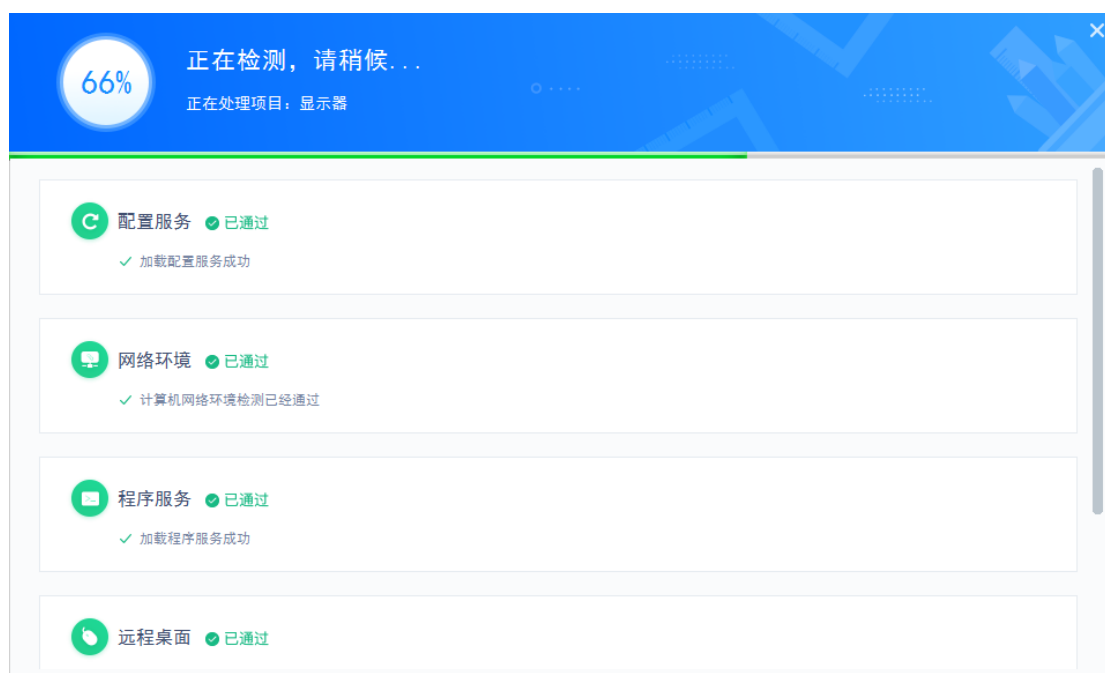 66%
正在检测，请稍候...
正在处理项目：显示器
配置服务 已通过
加载配置服务成功
网络环境 已通过
计算机网络环境检测已经通过
程序服务 已通过
加载程序服务成功
远程桌面 已通过